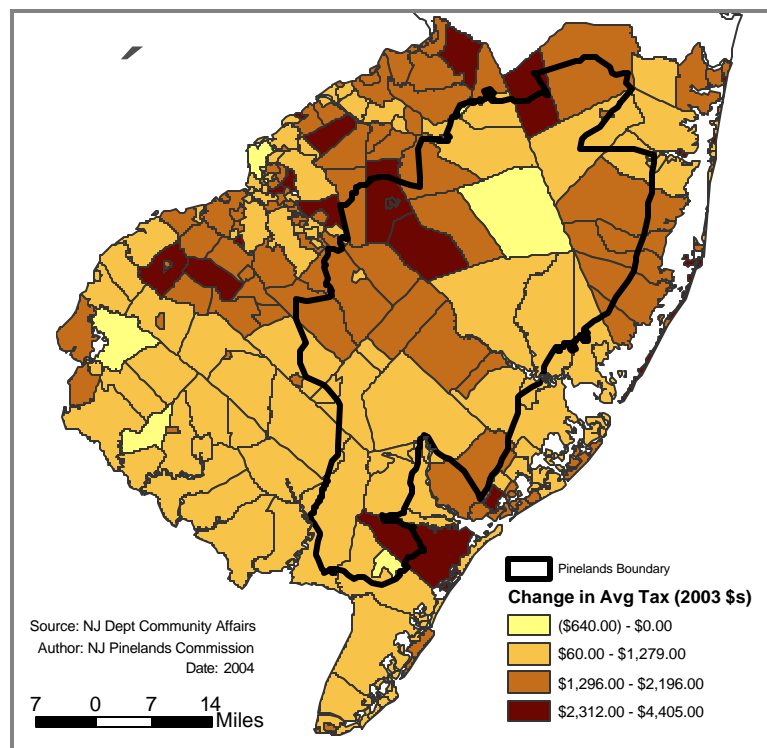 Pinelands Boundary
Change in Avg Tax (2003 $s)
($640.00) - $0.00
$60.00 - $1,279.00
$1,296.00 - $2,196.00
$2,312.00 - $4,405.00
Source: NJ Dept Community Affairs
Author: NJ Pinelands Commission
Date: 2004
7 0 7 14
Miles